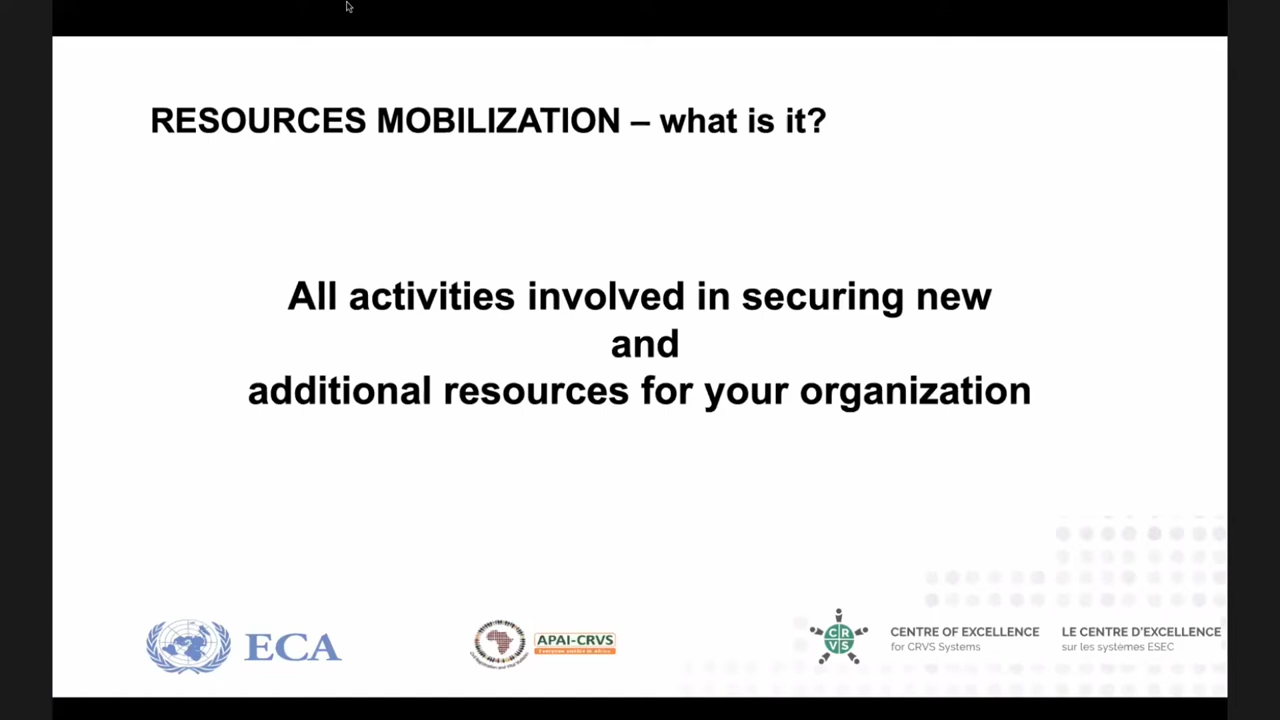 RESOURCES MOBILIZATION – what is it?
All activities involved in securing new
and
additional resources for your organization
ECA
APAI-CRVS
CRVS
CENTRE OF EXCELLENCE
for CRVS Systems
LE CENTRE D'EXCELLENCE
sur les systèmes ESEC